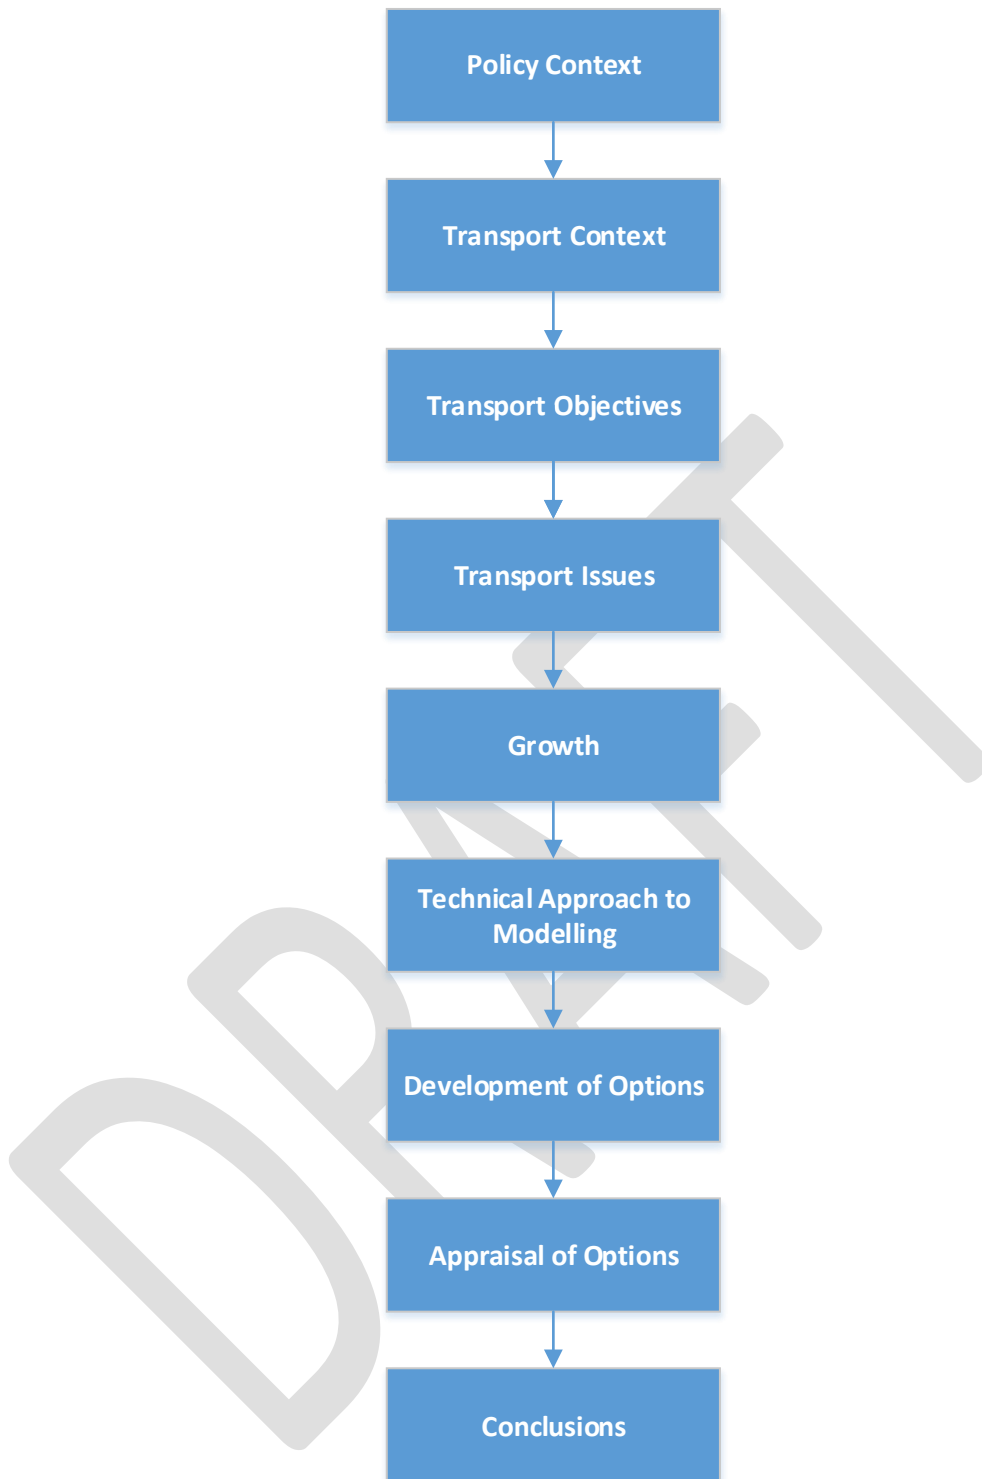 Policy Context
Transport Context
Transport Objectives
Transport Issues
Growth
Technical Approach to
Modelling
Development of Options
Appraisal of Options
Conclusions
DRAFT